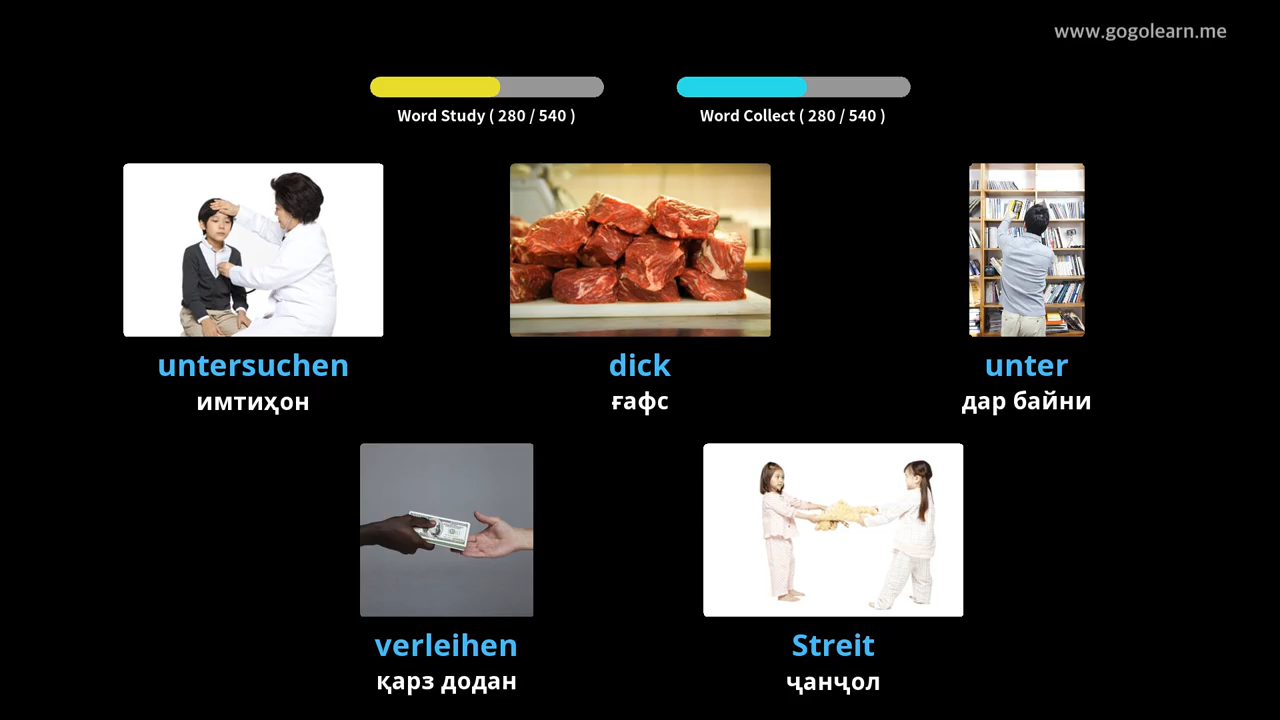 www.gogolearn.me
Word Study ( 280 / 540 )
Word Collect ( 280 / 540 )
untersuchen
имтиҳон
dick
ғафс
unter
дар байни
verleihen
қарз додан
Streit
ҷанҷол